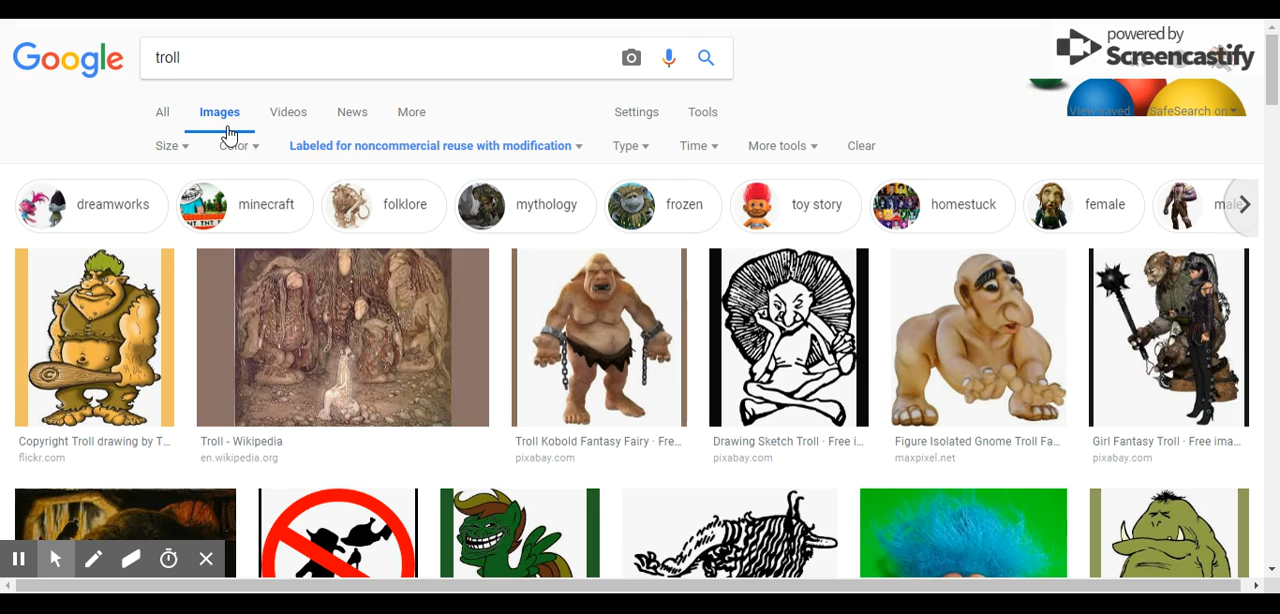 powered by
Screencastify
Google
troll
All Images Videos News More Settings Tools
View saved SafeSearch on
Size Color Labeled for noncommercial reuse with modification Type Time More tools Clear
dreamworks minecraft folklore mythology frozen toy story homestuck female male
Copyright Troll drawing by T... Troll - Wikipedia Troll Kobold Fantasy Fairy · Fre... Drawing Sketch Troll · Free i... Figure Isolated Gnome Troll Fa... Girl Fantasy Troll · Free ima...
flickr.com en.wikipedia.org pixabay.com pixabay.com maxpixel.net pixabay.com